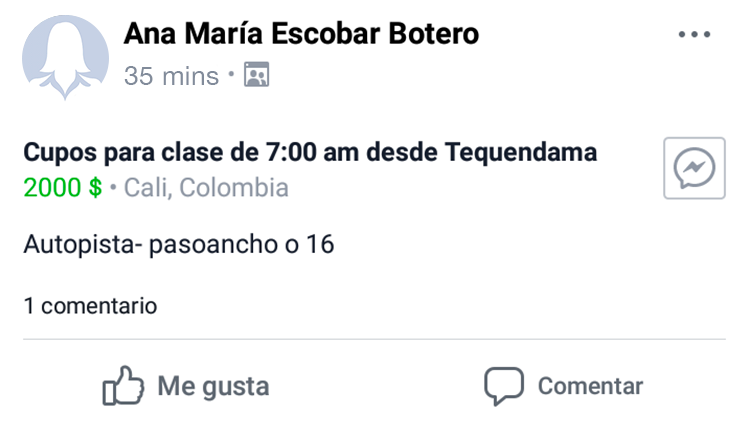 Ana María Escobar Botero
35 mins •
Cupos para clase de 7:00 am desde Tequendama
2000 $ • Cali, Colombia
Autopista- pasoancho o 16
1 comentario
Me gusta
Comentar